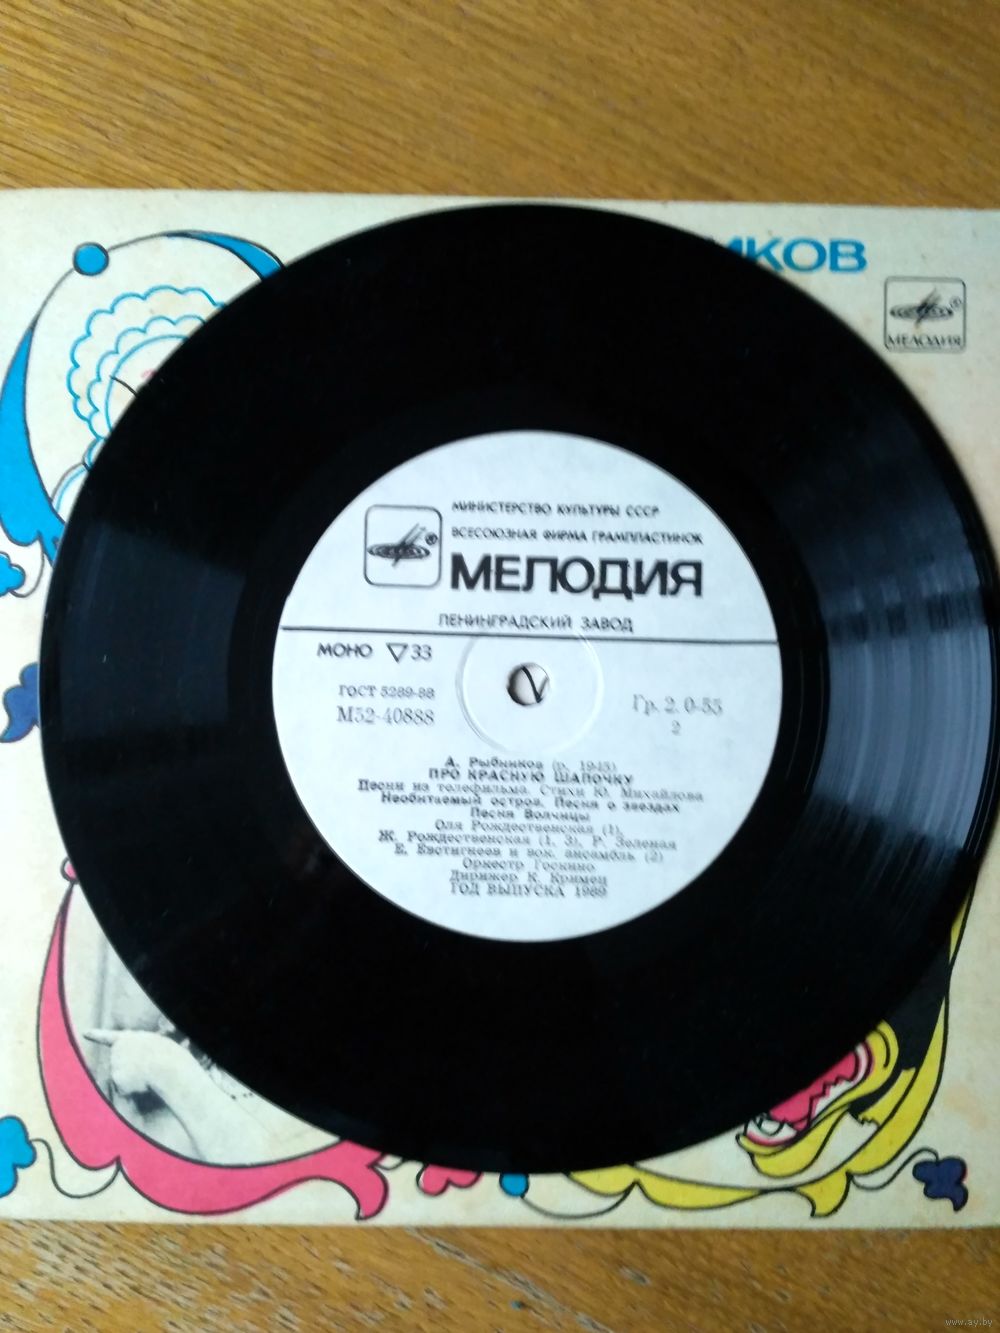 ИКОВ
МЕЛОДИЯ
МИНИСТЕРСТВО КУЛЬТУРЫ СССР
ВСЕСОЮЗНАЯ ФИРМА ГРАМПЛАСТИНОК
МЕЛОДИЯ
ЛЕНИНГРАДСКИЙ ЗАВОД
МОНО ▽33
ГОСТ 5289-88
М52-40888
Гр. 2. 0-55
2
А. Рыбников (р. 1945)
ПРО КРАСНУЮ ШАПОЧКУ
Песни из телефильма. Стихи Ю. Михайлова
Необитаемый остров. Песня о звездах
Песня Волчицы
Оля Рождественская (1),
Ж. Рождественская (1, 3), Р. Зеленая
Е. Евстигнеев и вок. ансамбль (2)
Оркестр Госкино
Дирижер К. Кримец
ГОД ВЫПУСКА 1989
www.ay.by